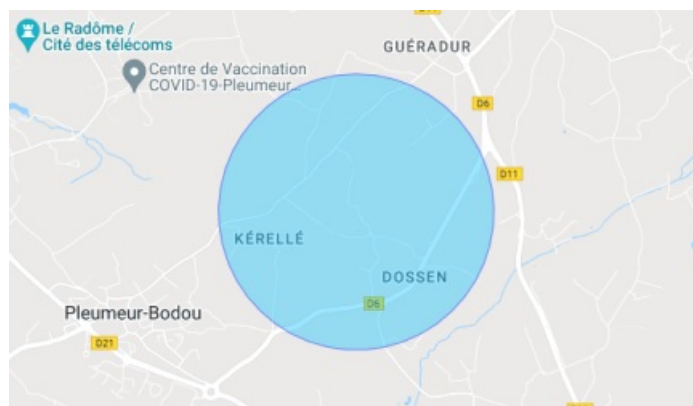 Le Radôme /
Cité des télécoms
GUÉRADUR
Centre de Vaccination
COVID-19-Pleumeur...
D6
D11
KÉRELLÉ
DOSSEN
D6
Pleumeur-Bodou
D21